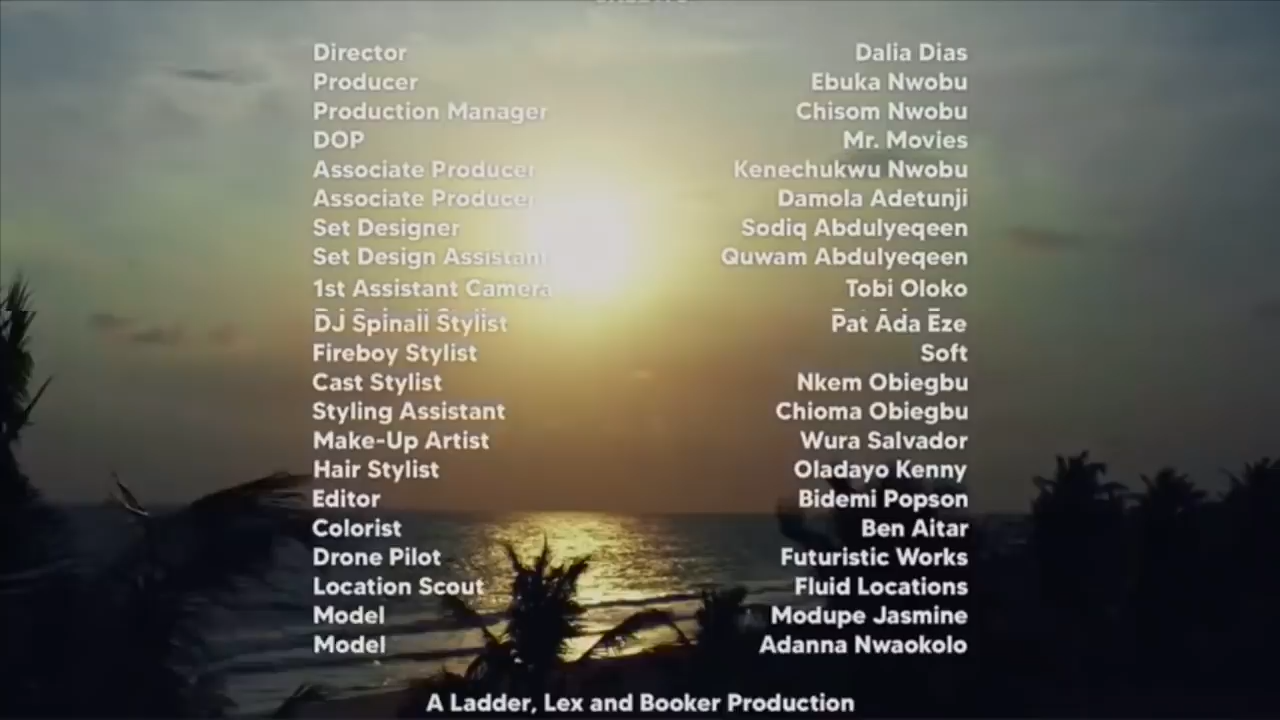 Director Dalia Dias
Producer Ebuka Nwobu
Production Manager Chisom Nwobu
DOP Mr. Movies
Associate Producer Kenechukwu Nwobu
Associate Producer Damola Adetunji
Set Designer Sodiq Abdulyeqeen
Set Design Assistant Quwam Abdulyeqeen
1st Assistant Camera Tobi Oloko
DJ Spinall Stylist Pat Ada Eze
Fireboy Stylist Soft
Cast Stylist Nkem Obiegbu
Styling Assistant Chioma Obiegbu
Make-Up Artist Wura Salvador
Hair Stylist Oladayo Kenny
Editor Bidemi Popson
Colorist Ben Aitar
Drone Pilot Futuristic Works
Location Scout Fluid Locations
Model Modupe Jasmine
Model Adanna Nwaokolo
A Ladder, Lex and Booker Production